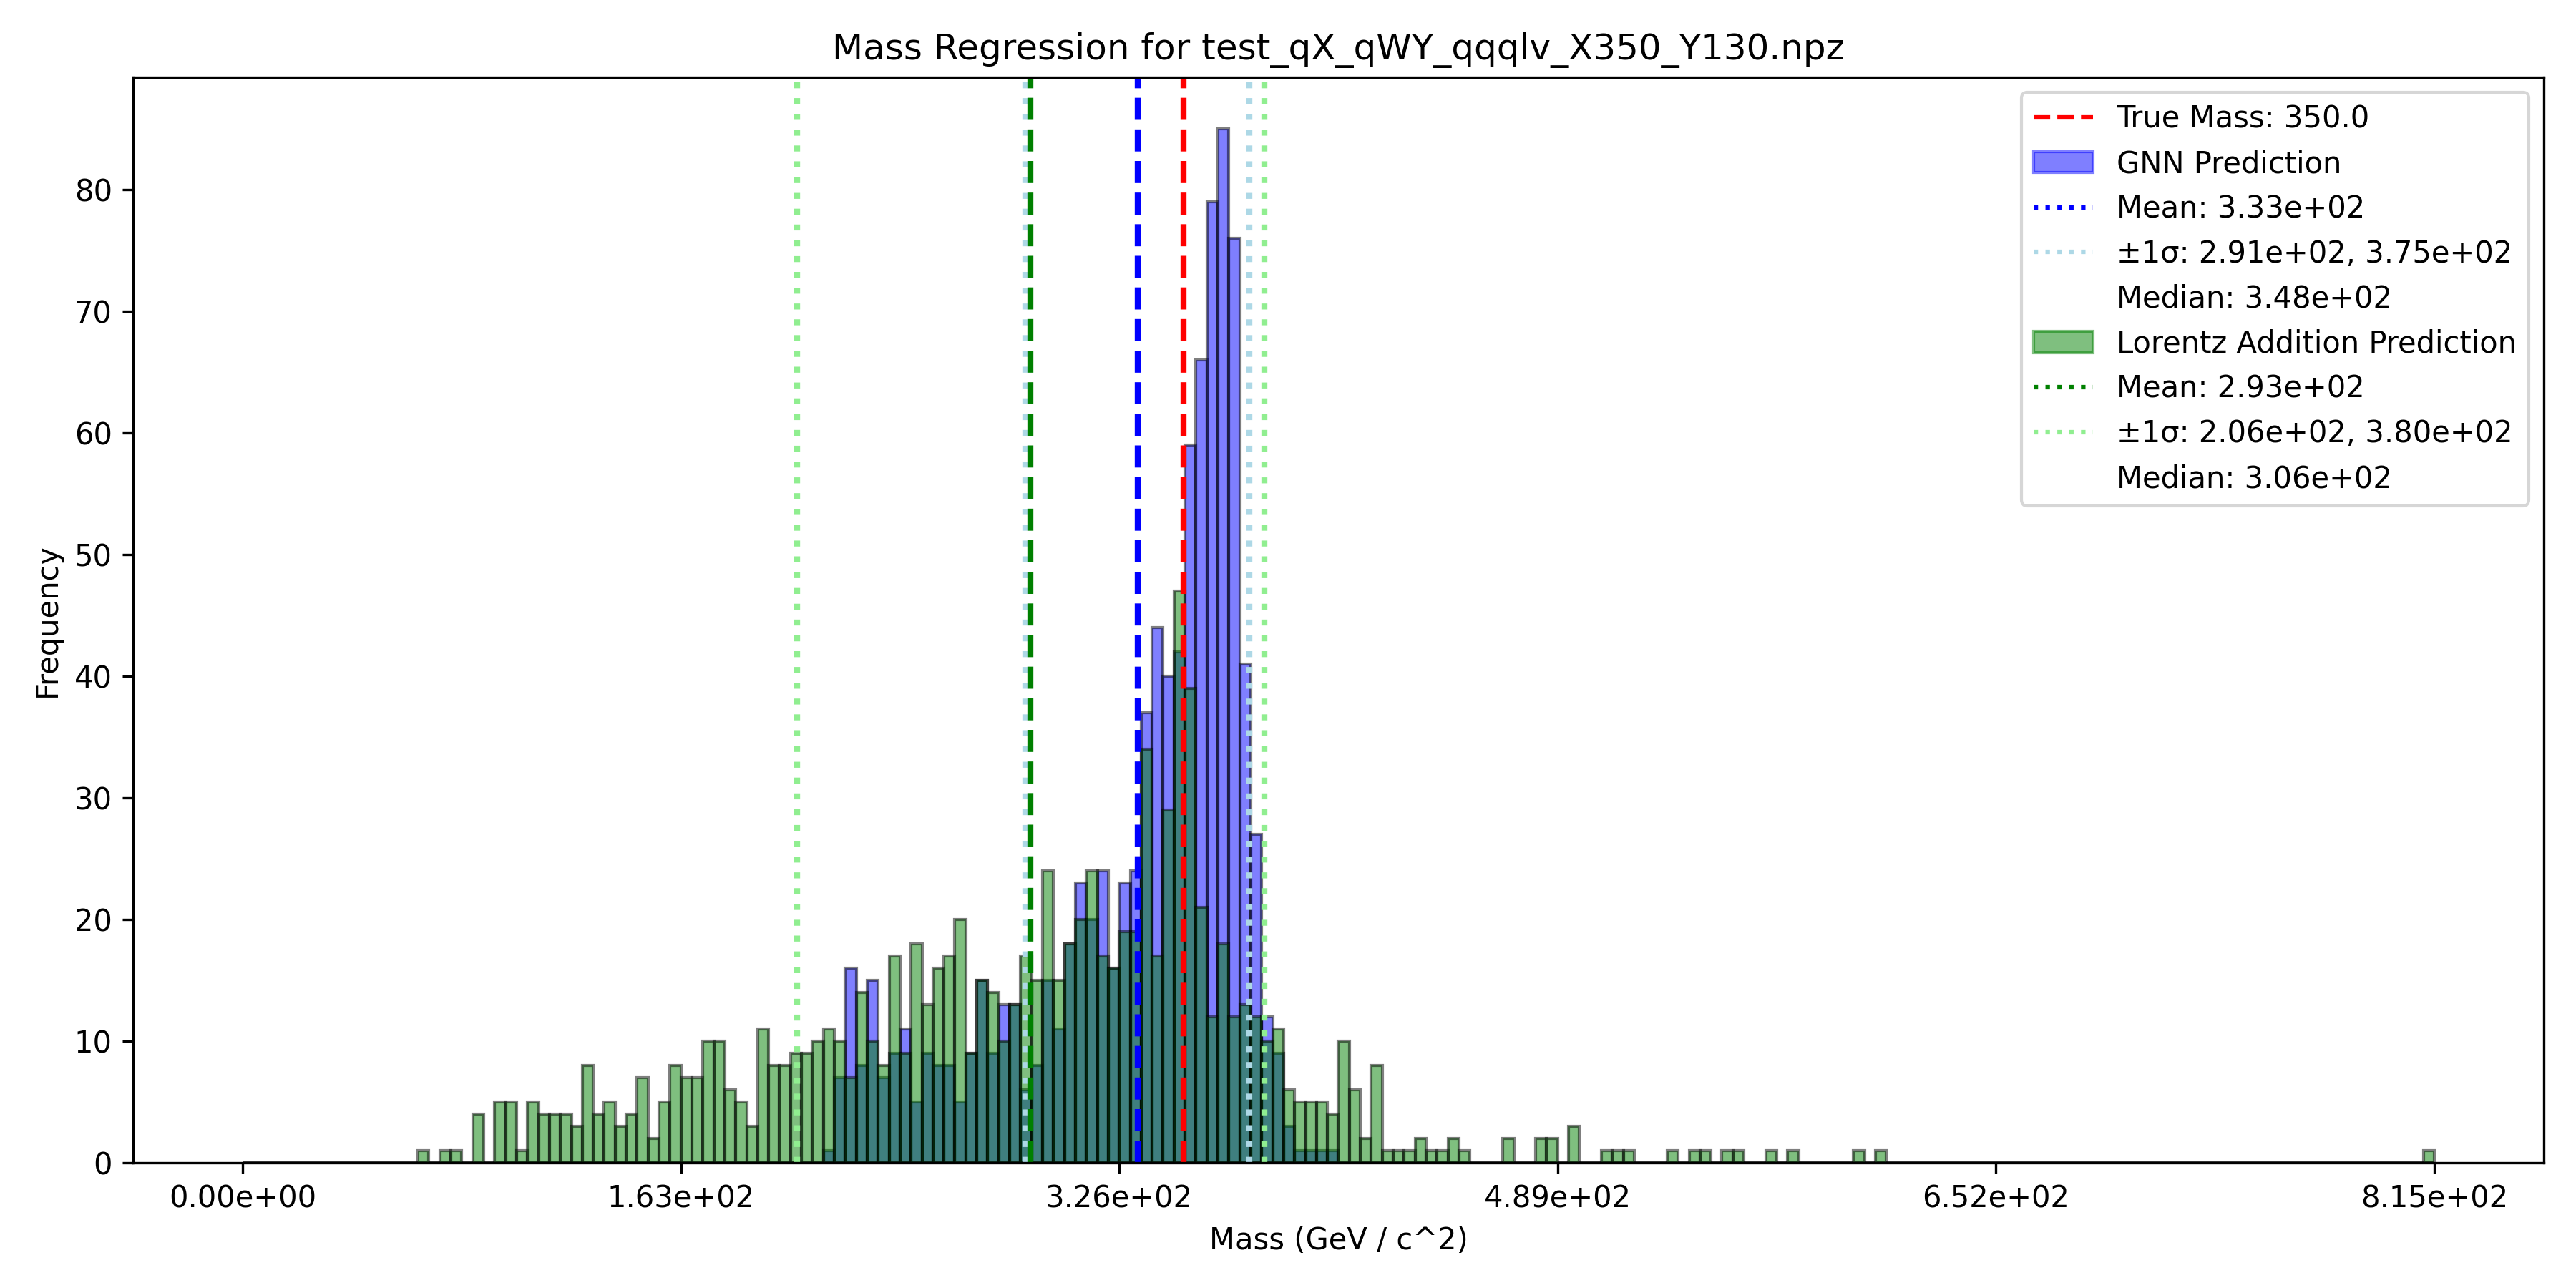 Mass Regression for test_qX_qWY_qqqlv_X350_Y130.npz
True Mass: 350.0
GNN Prediction
Mean: 3.33e+02
±1σ: 2.91e+02, 3.75e+02
Median: 3.48e+02
Lorentz Addition Prediction
Mean: 2.93e+02
±1σ: 2.06e+02, 3.80e+02
Median: 3.06e+02
Frequency
80
70
60
50
40
30
20
10
0
0.00e+00 1.63e+02 3.26e+02 4.89e+02 6.52e+02 8.15e+02
Mass (GeV / c^2)